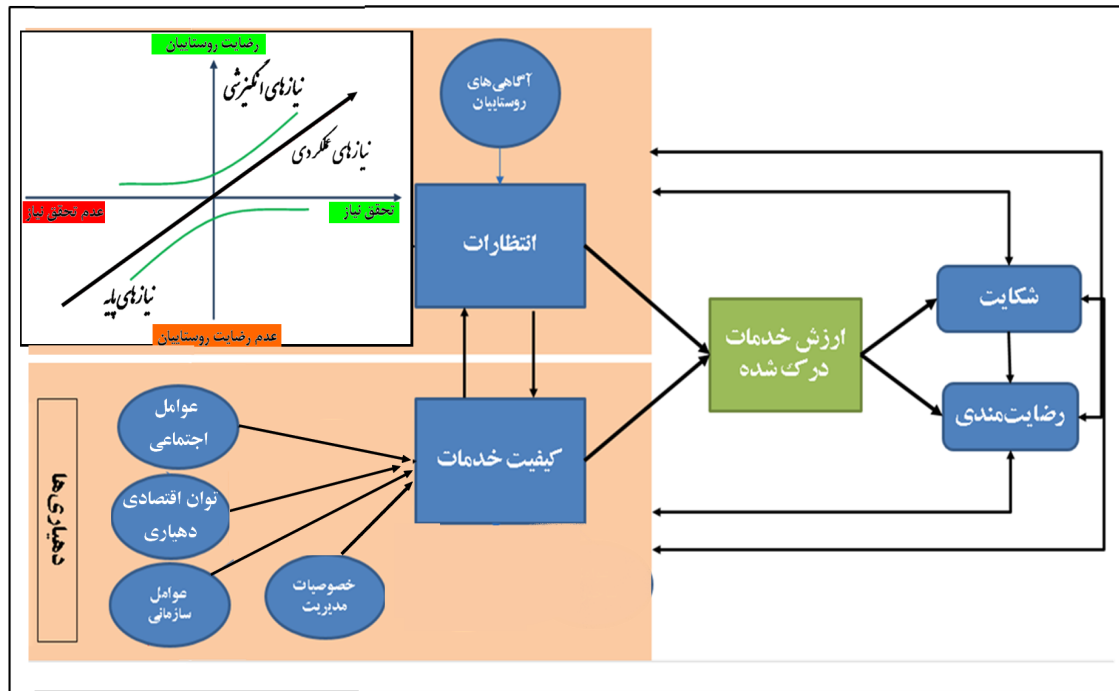 رضایت روستاییان
نیازهای انگیزشی
نیازهای عملکردی
عدم تحقق نیاز
تحقق نیاز
نیازهای پایه
عدم رضایت روستاییان
آگاهی‌های
روستاییان
انتظارات
شکایت
ارزش خدمات
درک شده
رضایت‌مندی
کیفیت خدمات
دهیاری‌ها
عوامل
اجتماعی
توان اقتصادی
دهیاری
عوامل
سازمانی
خصوصیات
مدیریت